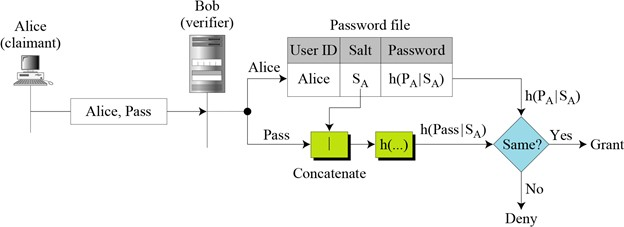 Alice
(claimant)
Bob
(verifier)
Password file
User ID Salt Password
Alice S_A h(P_A|S_A)
Alice
Alice, Pass
h(P_A|S_A)
Pass
|
h(...)
h(Pass|S_A)
Same?
Yes
Grant
Concatenate
No
Deny